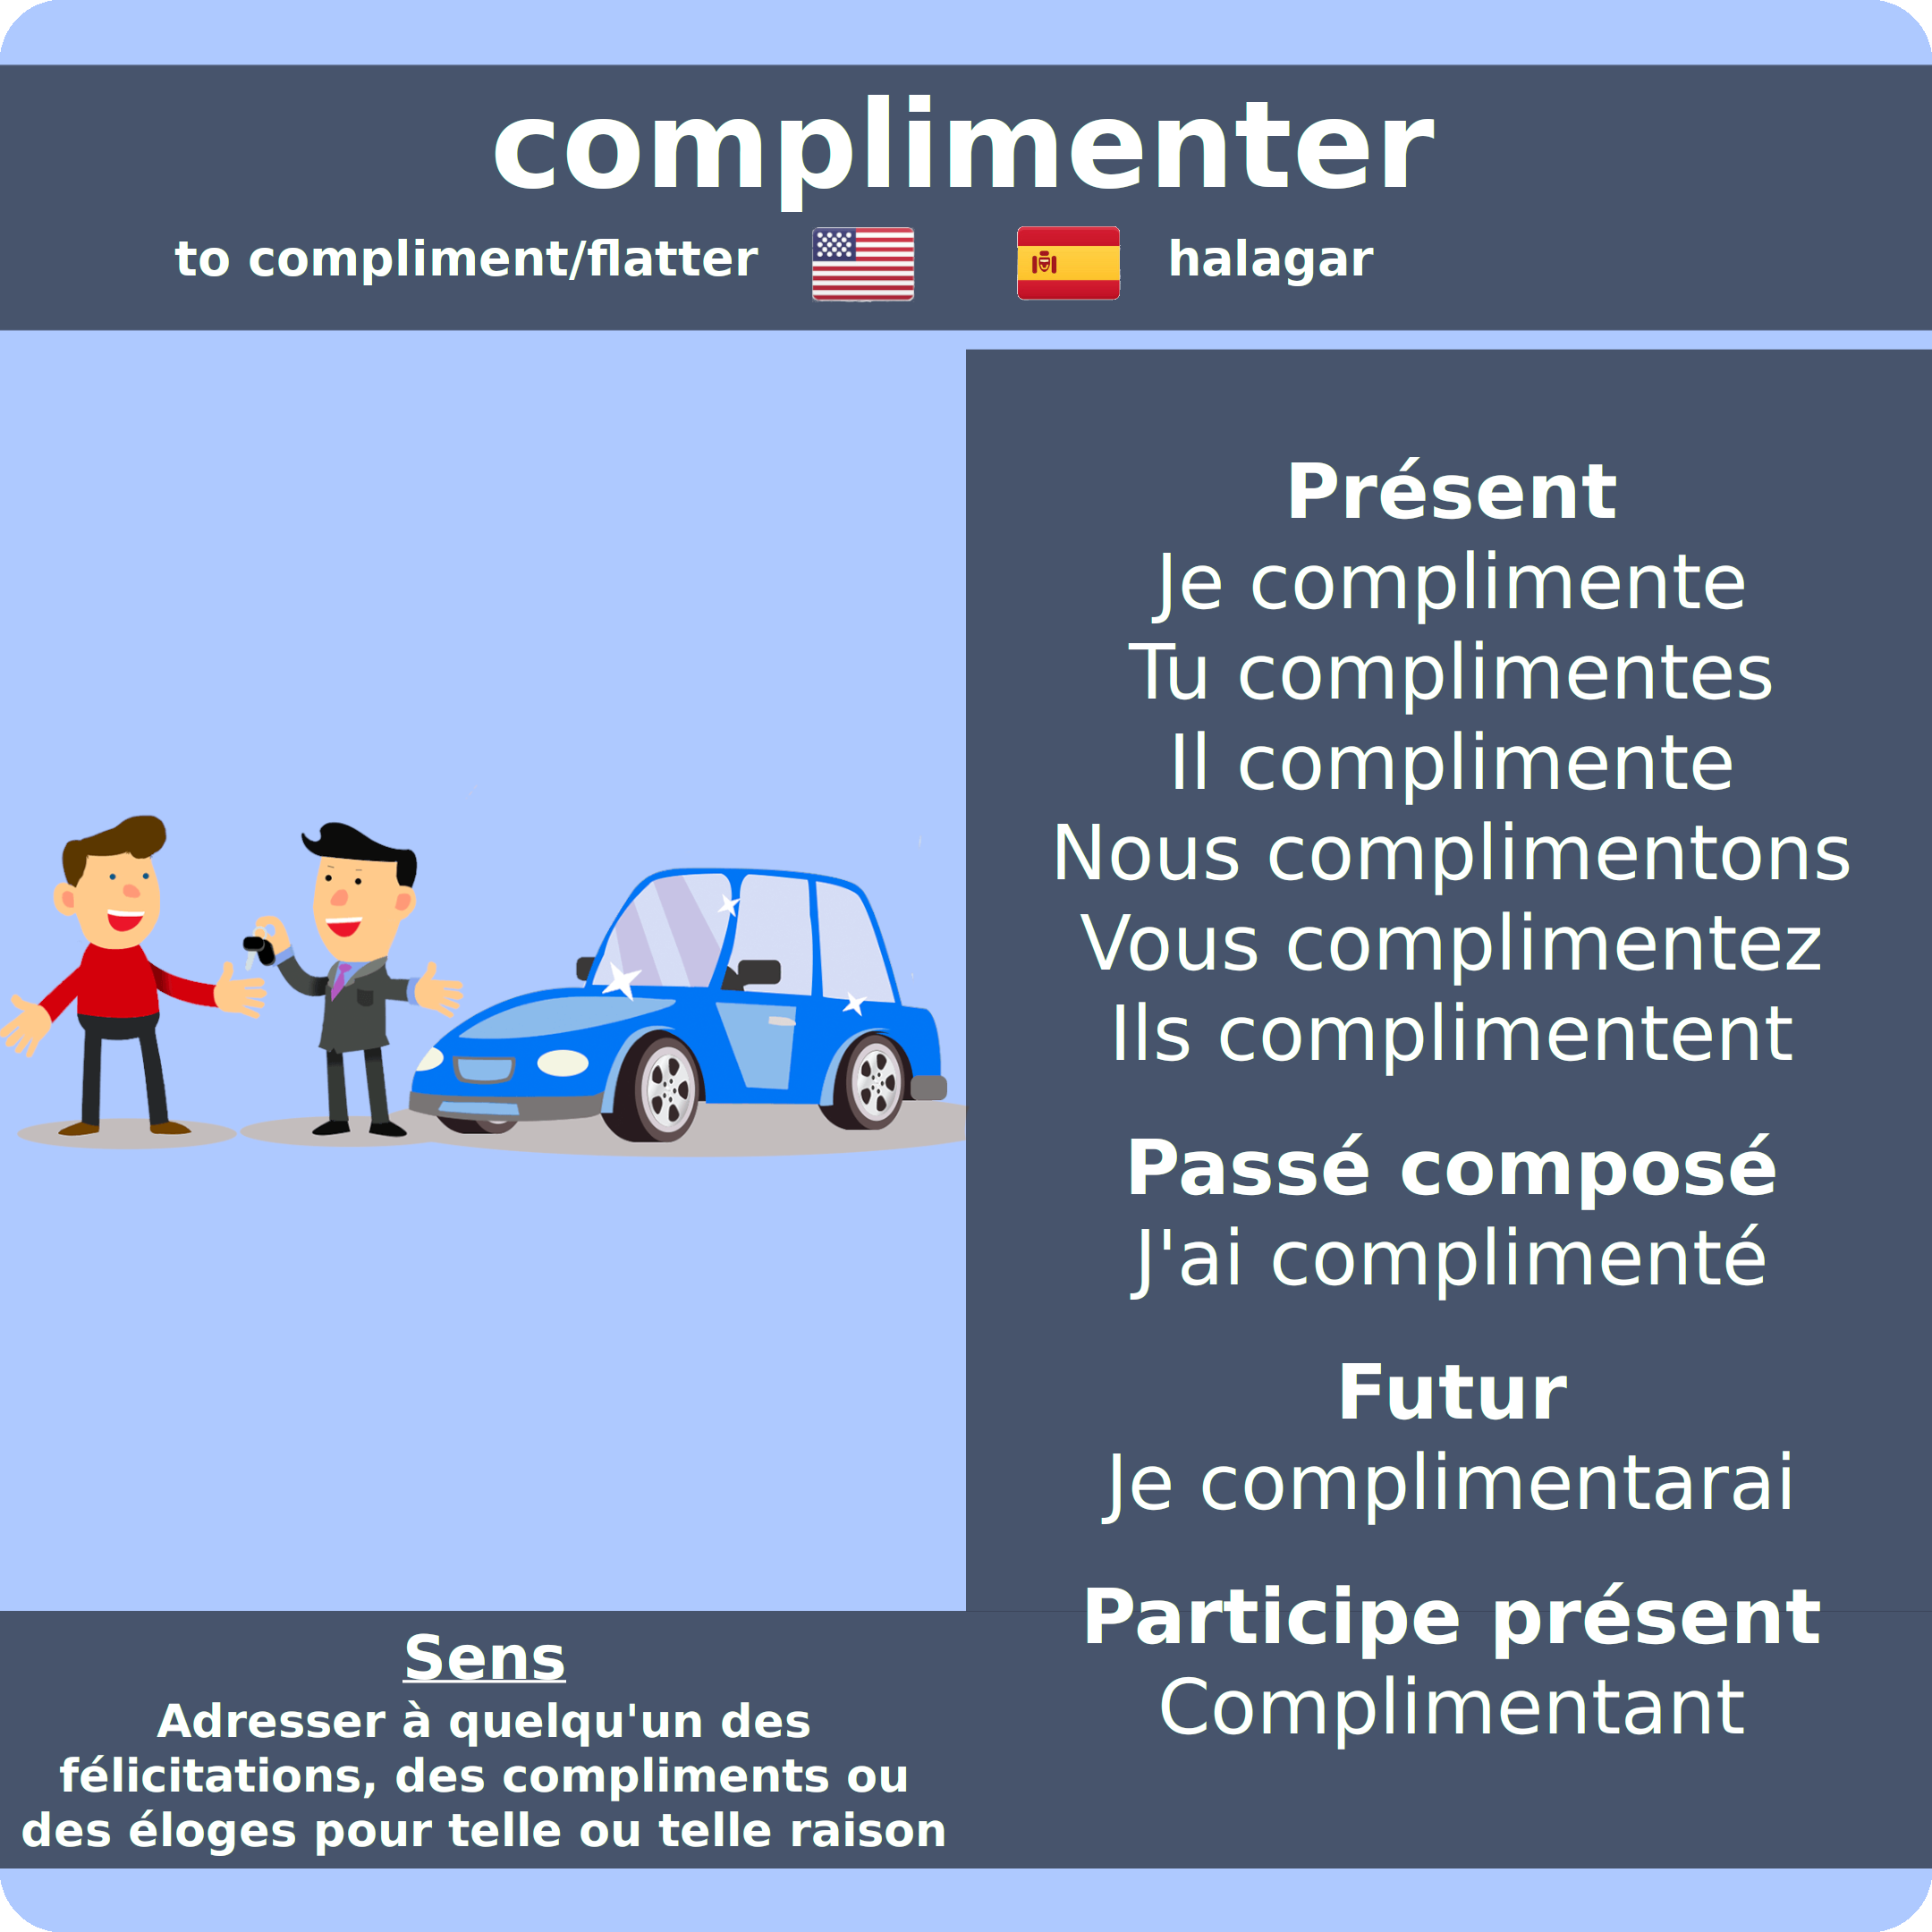 complimenter
to compliment/flatter
halagar
Présent
Je complimente
Tu complimentes
Il complimente
Nous complimentons
Vous complimentez
Ils complimentent
Passé composé
J'ai complimenté
Futur
Je complimentarai
Participe présent
Complimentant
Sens
Adresser à quelqu'un des
félicitations, des compliments ou
des éloges pour telle ou telle raison